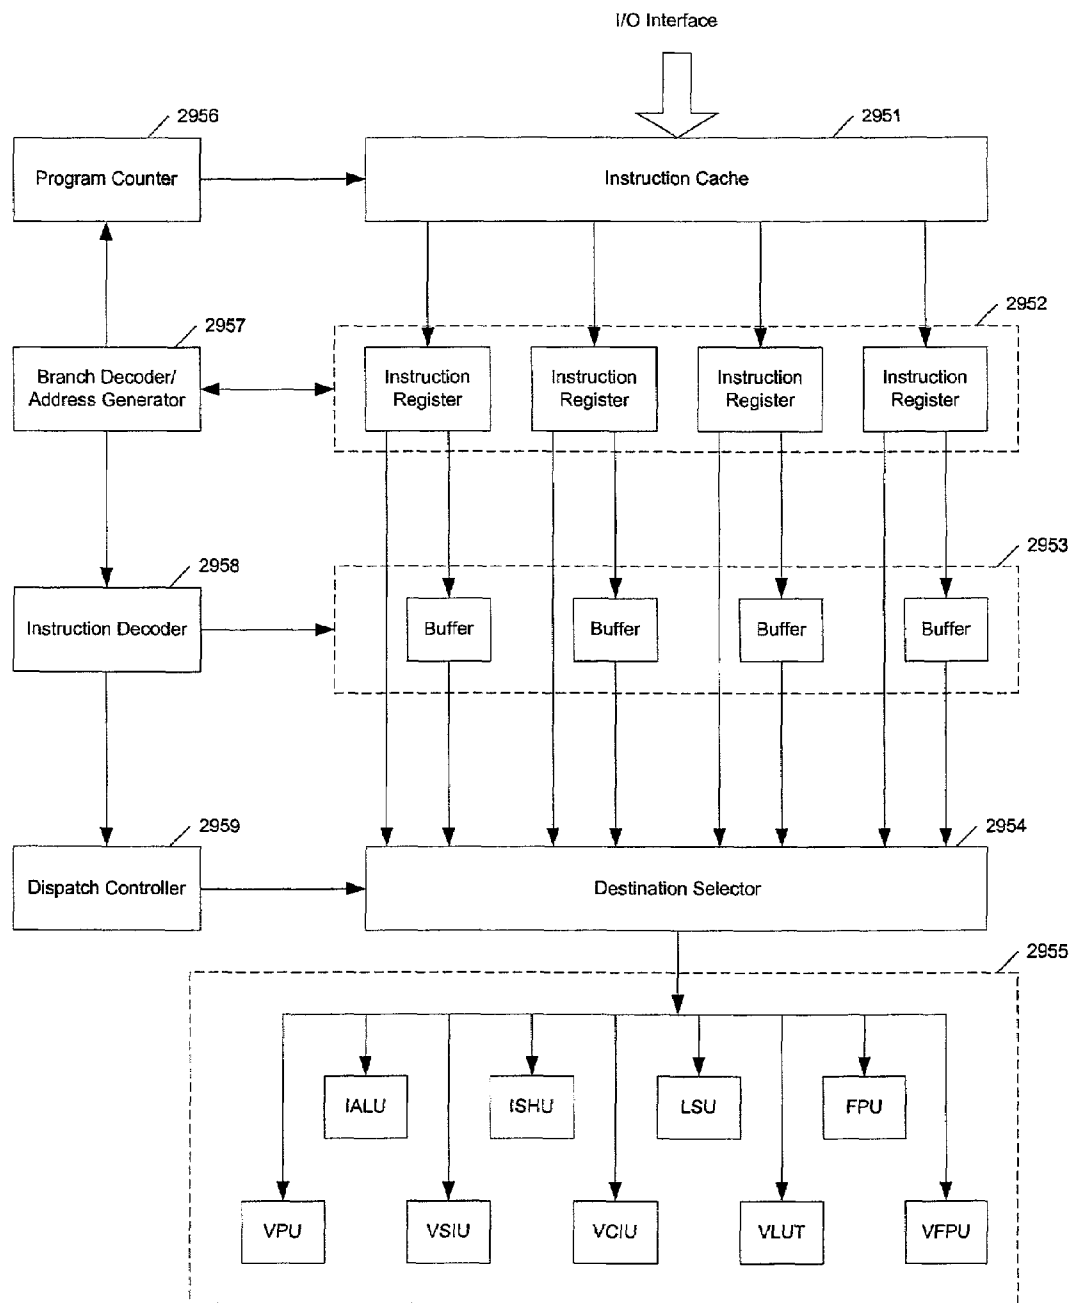 I/O Interface
2956
2951
Program Counter
Instruction Cache
2952
2957
Branch Decoder/
Address Generator
Instruction
Register
Instruction
Register
Instruction
Register
Instruction
Register
2953
2958
Instruction Decoder
Buffer
Buffer
Buffer
Buffer
2959
2954
Dispatch Controller
Destination Selector
2955
IALU
ISHU
LSU
FPU
VPU
VSIU
VCIU
VLUT
VFPU